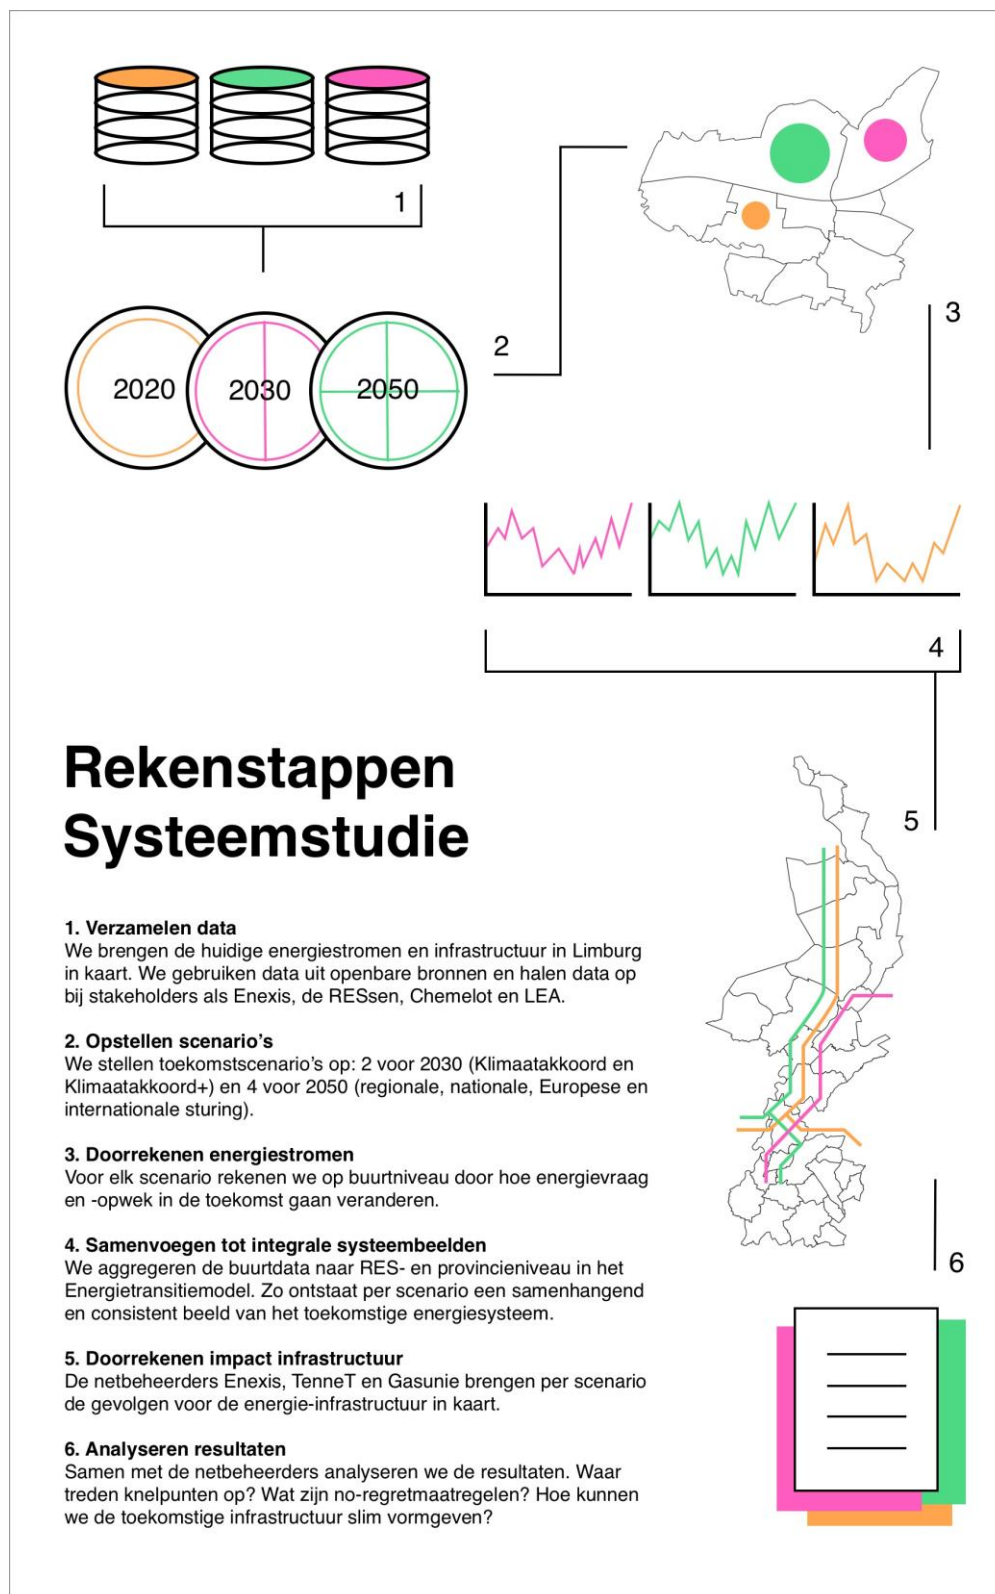 1
2020
2030
2050
2
3
4
5
6
Rekenstappen
Systeemstudie
1. Verzamelen data
We brengen de huidige energiestromen en infrastructuur in Limburg
in kaart. We gebruiken data uit openbare bronnen en halen data op
bij stakeholders als Enexis, de RESsen, Chemelot en LEA.
2. Opstellen scenario’s
We stellen toekomstscenario’s op: 2 voor 2030 (Klimaatakkoord en
Klimaatakkoord+) en 4 voor 2050 (regionale, nationale, Europese en
internationale sturing).
3. Doorrekenen energiestromen
Voor elk scenario rekenen we op buurtniveau door hoe energievraag
en -opwek in de toekomst gaan veranderen.
4. Samenvoegen tot integrale systeembeelden
We aggregeren de buurtdata naar RES- en provincieniveau in het
Energietransitiemodel. Zo ontstaat per scenario een samenhangend
en consistent beeld van het toekomstige energiesysteem.
5. Doorrekenen impact infrastructuur
De netbeheerders Enexis, TenneT en Gasunie brengen per scenario
de gevolgen voor de energie-infrastructuur in kaart.
6. Analyseren resultaten
Samen met de netbeheerders analyseren we de resultaten. Waar
treden knelpunten op? Wat zijn no-regretmaatregelen? Hoe kunnen
we de toekomstige infrastructuur slim vormgeven?